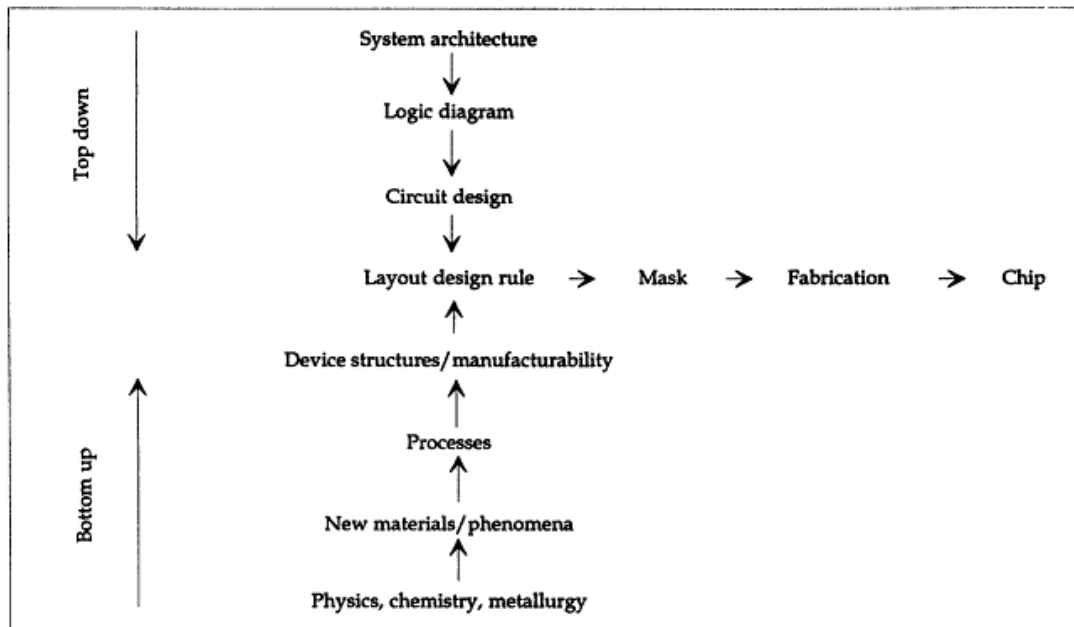 System architecture
Logic diagram
Top down
Circuit design
Layout design rule
Mask
Fabrication
Chip
Device structures/manufacturability
Processes
Bottom up
New materials/phenomena
Physics, chemistry, metallurgy